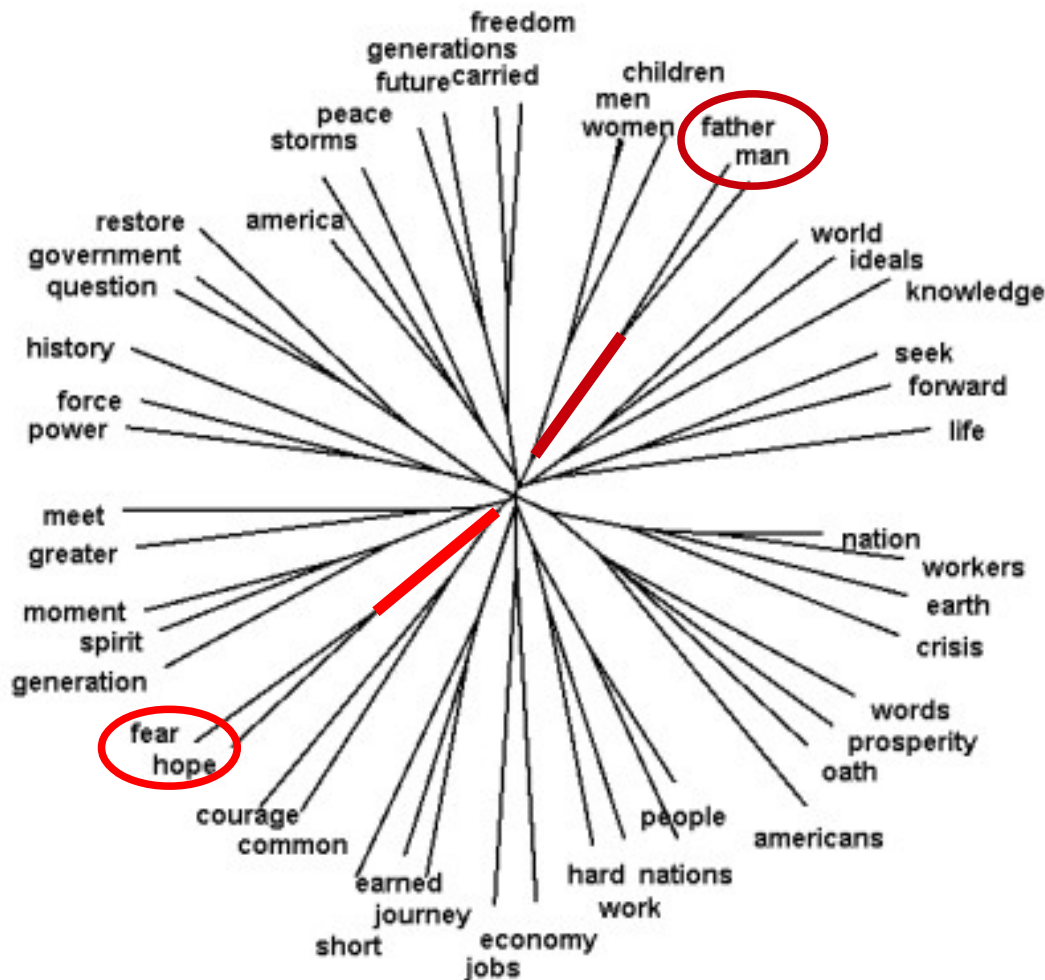 freedom
generations
future carried
children
men
women
father
man
peace
storms
restore
america
government
question
world
ideals
knowledge
history
seek
forward
force
power
life
meet
greater
nation
workers
earth
moment
spirit
crisis
generation
words
fear
prosperity
hope
oath
courage
people
common
americans
earned
hard nations
journey
work
short
economy
jobs